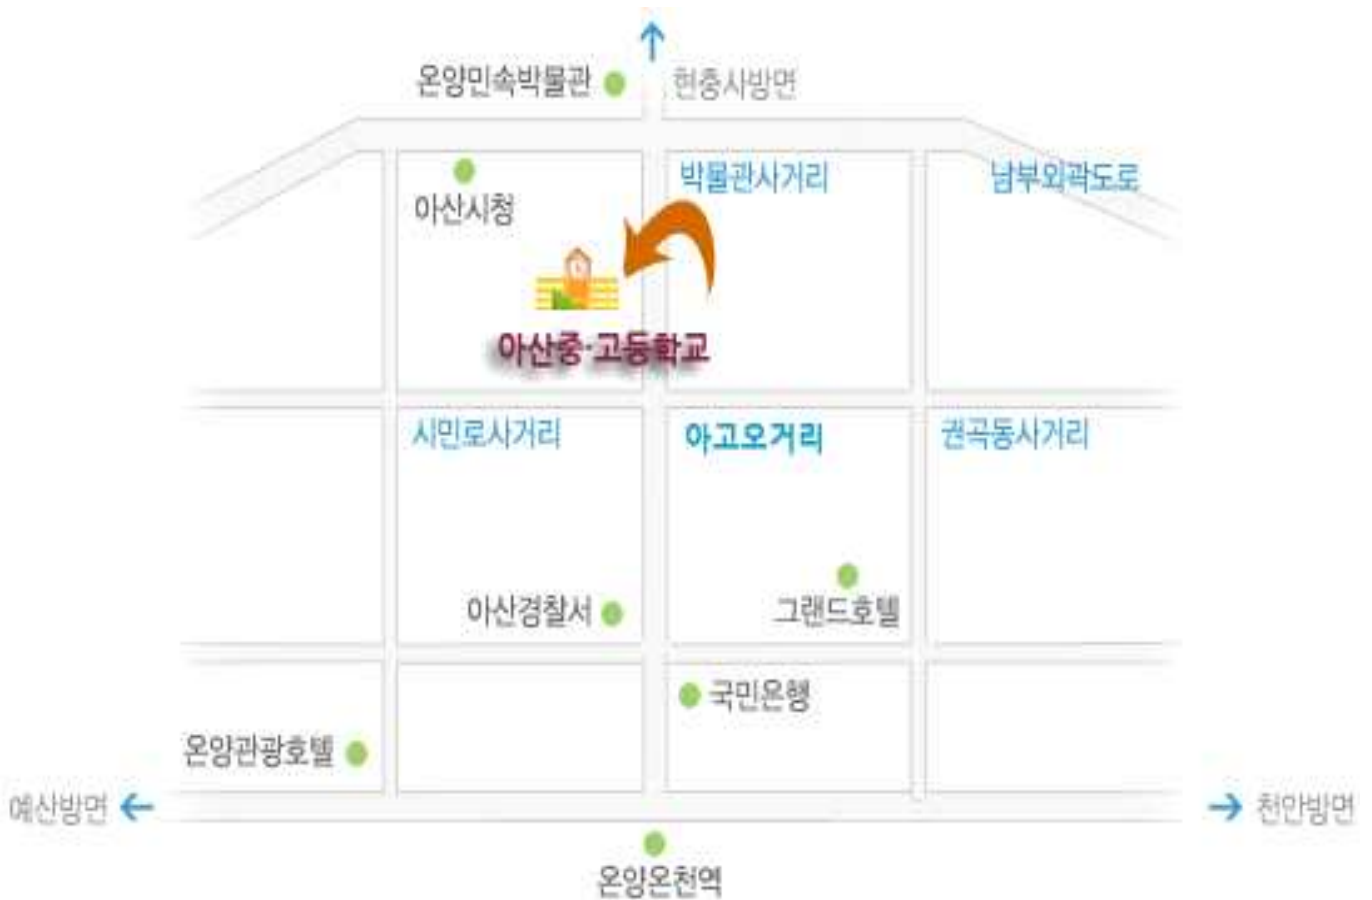 온양민속박물관
현충사방면
박물관사거리
남부외곽도로
아산시청
아산중·고등학교
시민로사거리
아고오거리
권곡동사거리
아산경찰서
그랜드호텔
국민은행
온양관광호텔
예산방면
천안방면
온양온천역